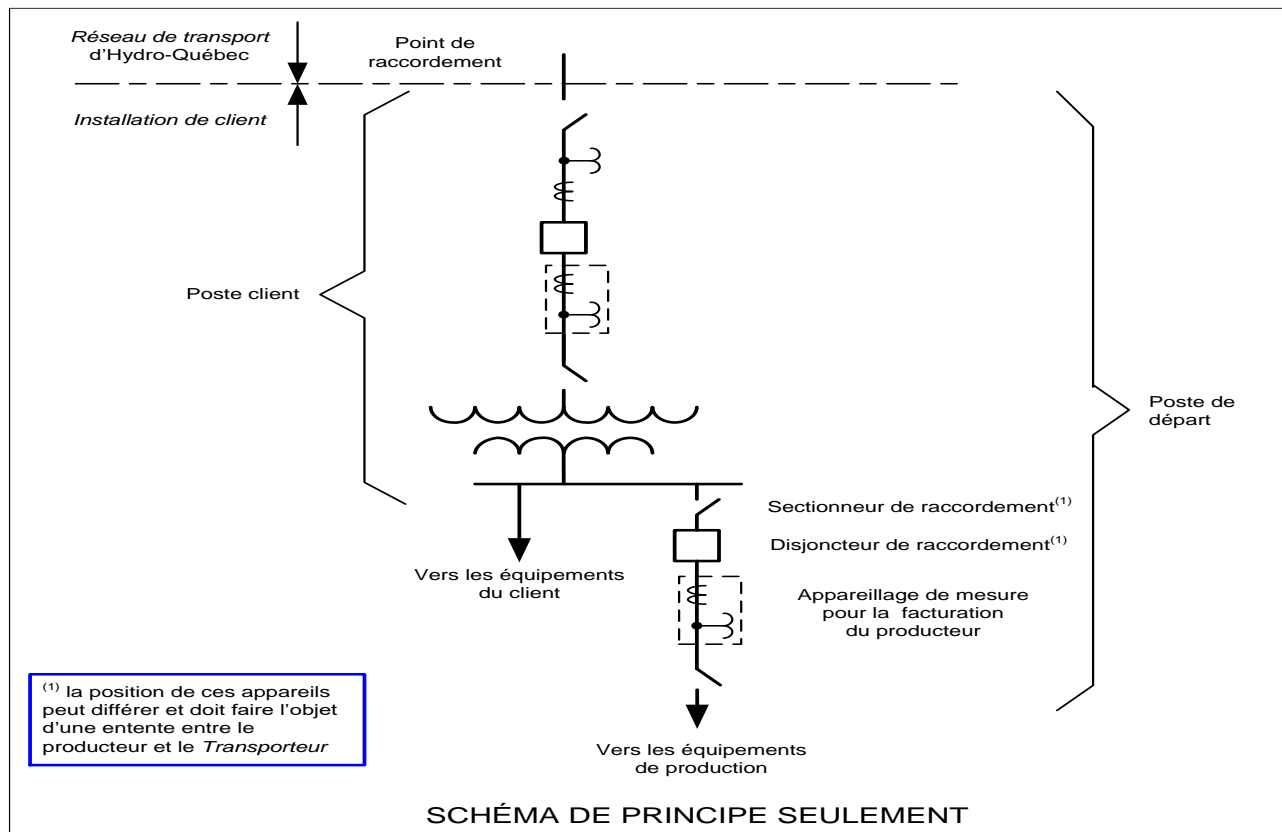 Réseau de transport
d'Hydro-Québec
Point de
raccordement
Installation de client
Poste client
Poste de
départ
Sectionneur de raccordement(1)
Disjoncteur de raccordement(1)
Vers les équipements
du client
Appareillage de mesure
pour la facturation
du producteur
(1) la position de ces appareils
peut différer et doit faire l'objet
d'une entente entre le
producteur et le Transporteur
Vers les équipements
de production
SCHÉMA DE PRINCIPE SEULEMENT